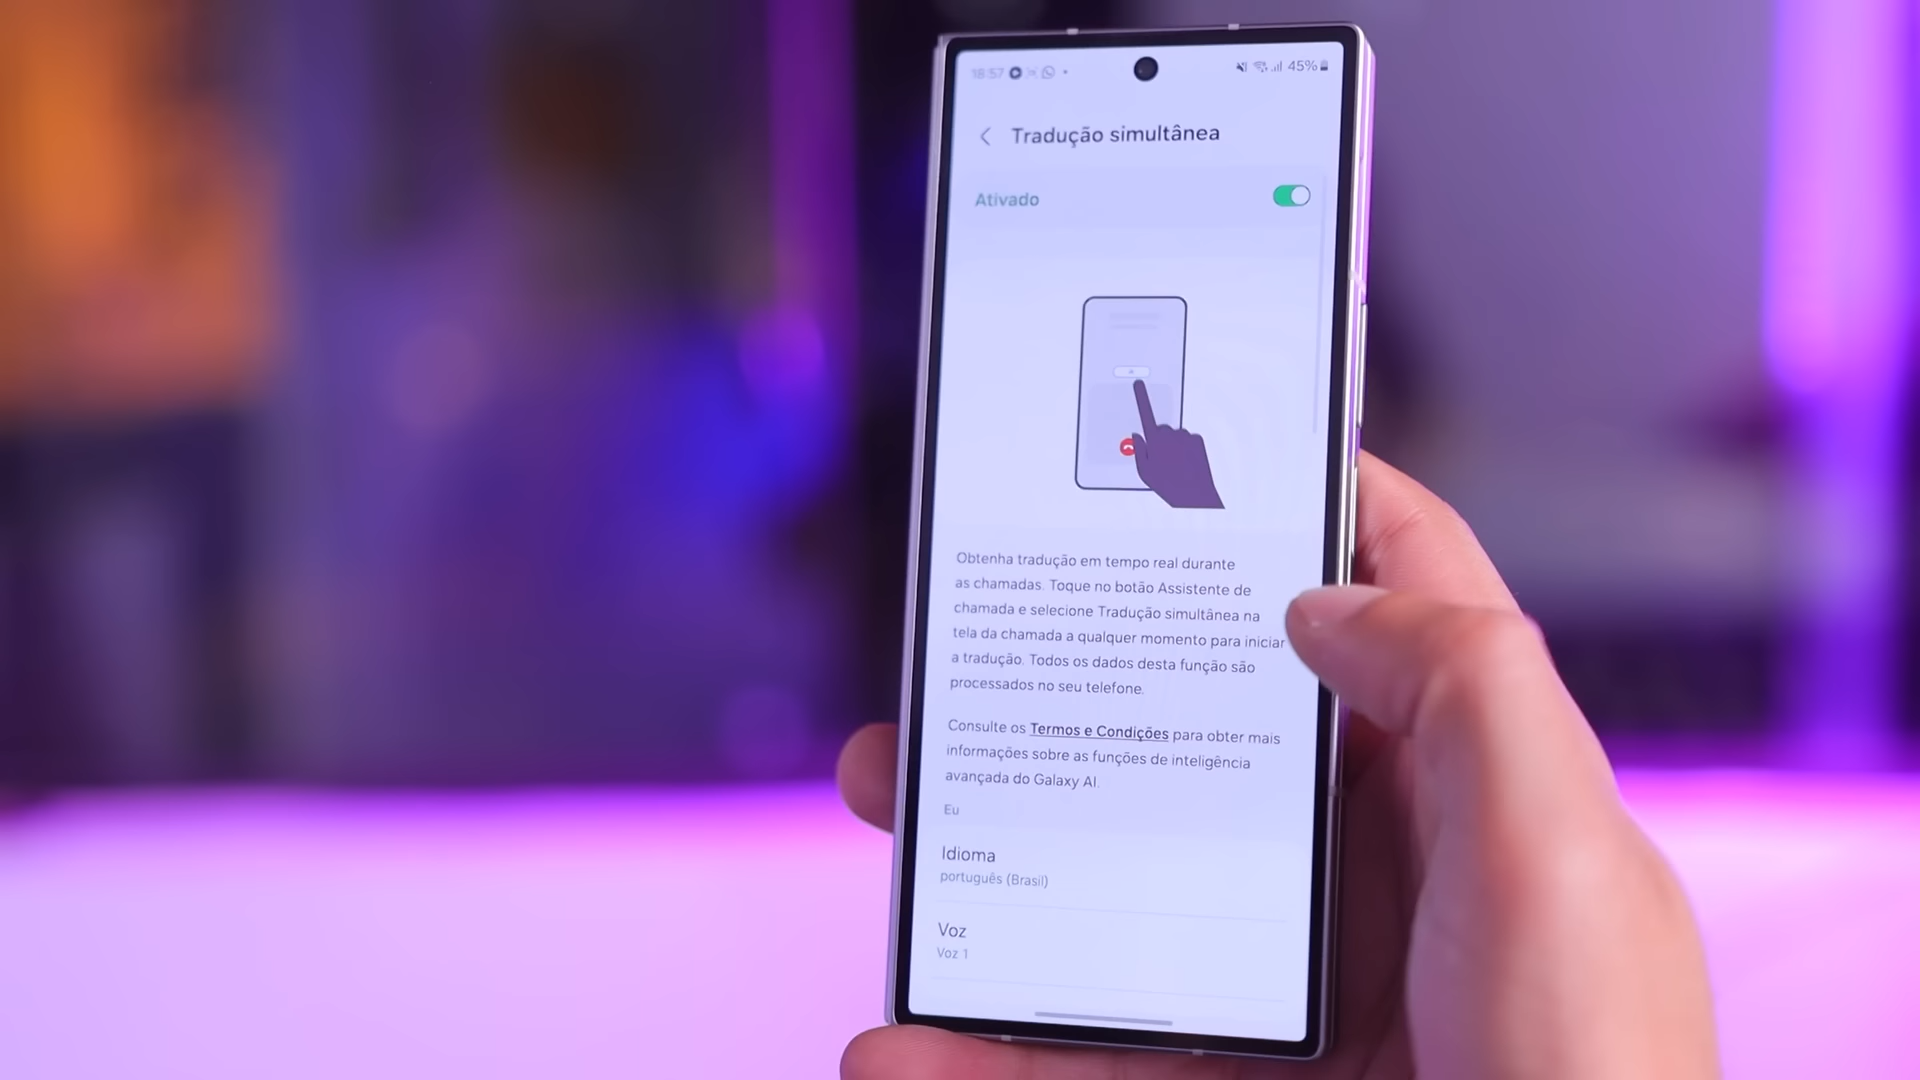 18:57
45%
Tradução simultânea
Ativado
Obtenha tradução em tempo real durante
as chamadas. Toque no botão Assistente de
chamada e selecione Tradução simultânea na
tela da chamada a qualquer momento para iniciar
a tradução. Todos os dados desta função são
processados no seu telefone.
Consulte os Termos e Condições para obter mais
informações sobre as funções de inteligência
avançada do Galaxy AI.
Eu
Idioma
português (Brasil)
Voz
Voz 1